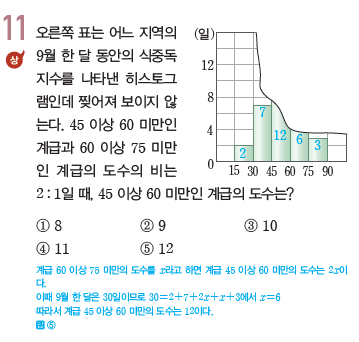 11
상
오른쪽 표는 어느 지역의
9월 한 달 동안의 식중독
지수를 나타낸 히스토그
램인데 찢어져 보이지 않
는다. 45 이상 60 미만인
계급과 60 이상 75 미만
인 계급의 도수의 비는
2 : 1일 때, 45 이상 60 미만인 계급의 도수는?
(일)
12
8
4
0
7
12
6
3
2
15 30 45 60 75 90
① 8 ② 9 ③ 10
④ 11 ⑤ 12
계급 60 이상 75 미만의 도수를 x라고 하면 계급 45 이상 60 미만의 도수는 2x이
다.
이때 9월 한 달은 30일이므로 30=2+7+2x+x+3에서 x=6
따라서 계급 45 이상 60 미만의 도수는 12이다.
답 ⑤